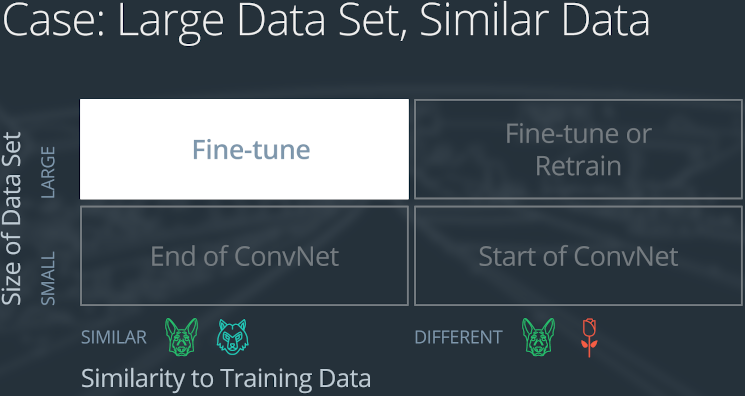 Case: Large Data Set, Similar Data
Size of Data Set
LARGE
SMALL
Fine-tune
Fine-tune or
Retrain
End of ConvNet
Start of ConvNet
SIMILAR
DIFFERENT
Similarity to Training Data